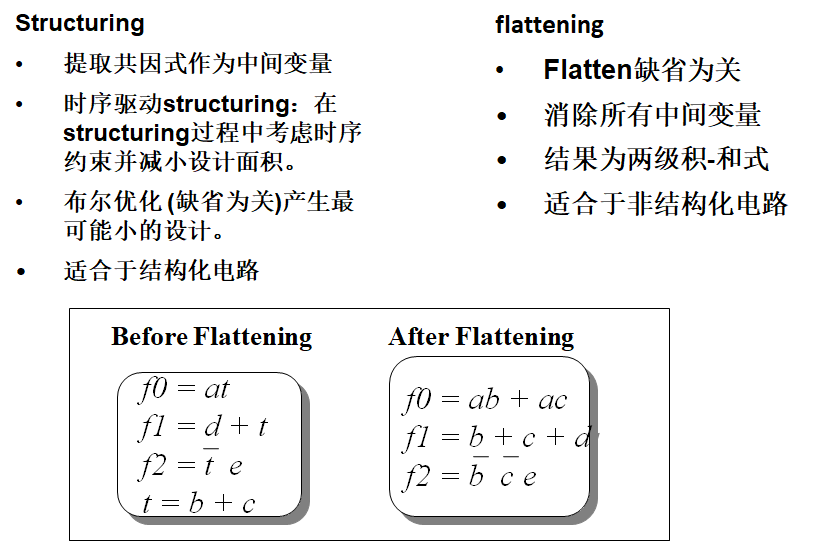 Structuring
• 提取共因式作为中间变量
• 时序驱动structuring：在
structuring过程中考虑时序
约束并减小设计面积。
• 布尔优化 (缺省为关)产生最
可能小的设计。
• 适合于结构化电路
flattening
• Flatten缺省为关
• 消除所有中间变量
• 结果为两级积-和式
• 适合于非结构化电路
Before Flattening
f0 = at
f1 = d + t
f2 = t̅ e
t = b + c
After Flattening
f0 = ab + ac
f1 = b + c + d
f2 = b̅ c̅ e